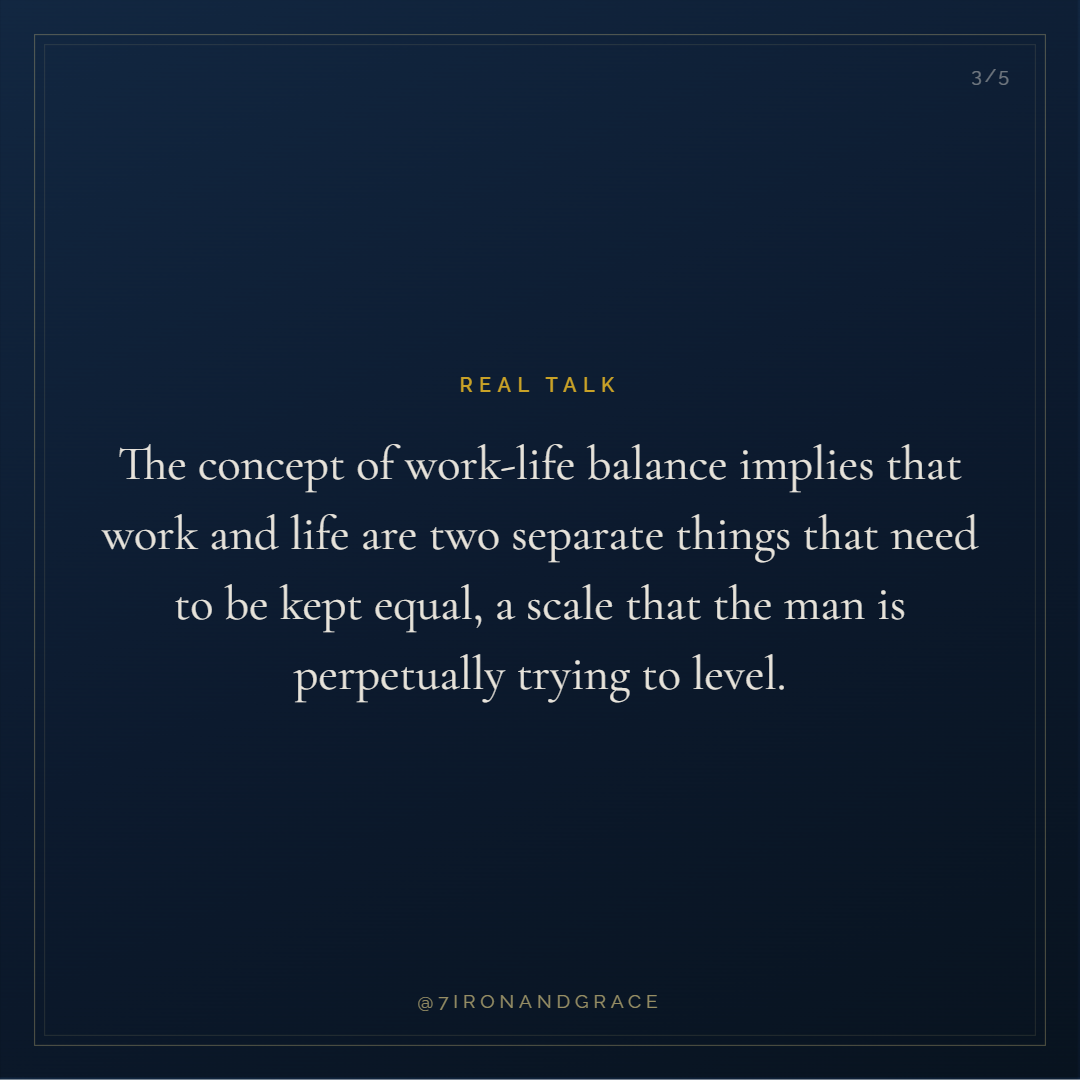 3/5
REAL TALK
The concept of work-life balance implies that
work and life are two separate things that need
to be kept equal, a scale that the man is
perpetually trying to level.
@7IRONANDGRACE